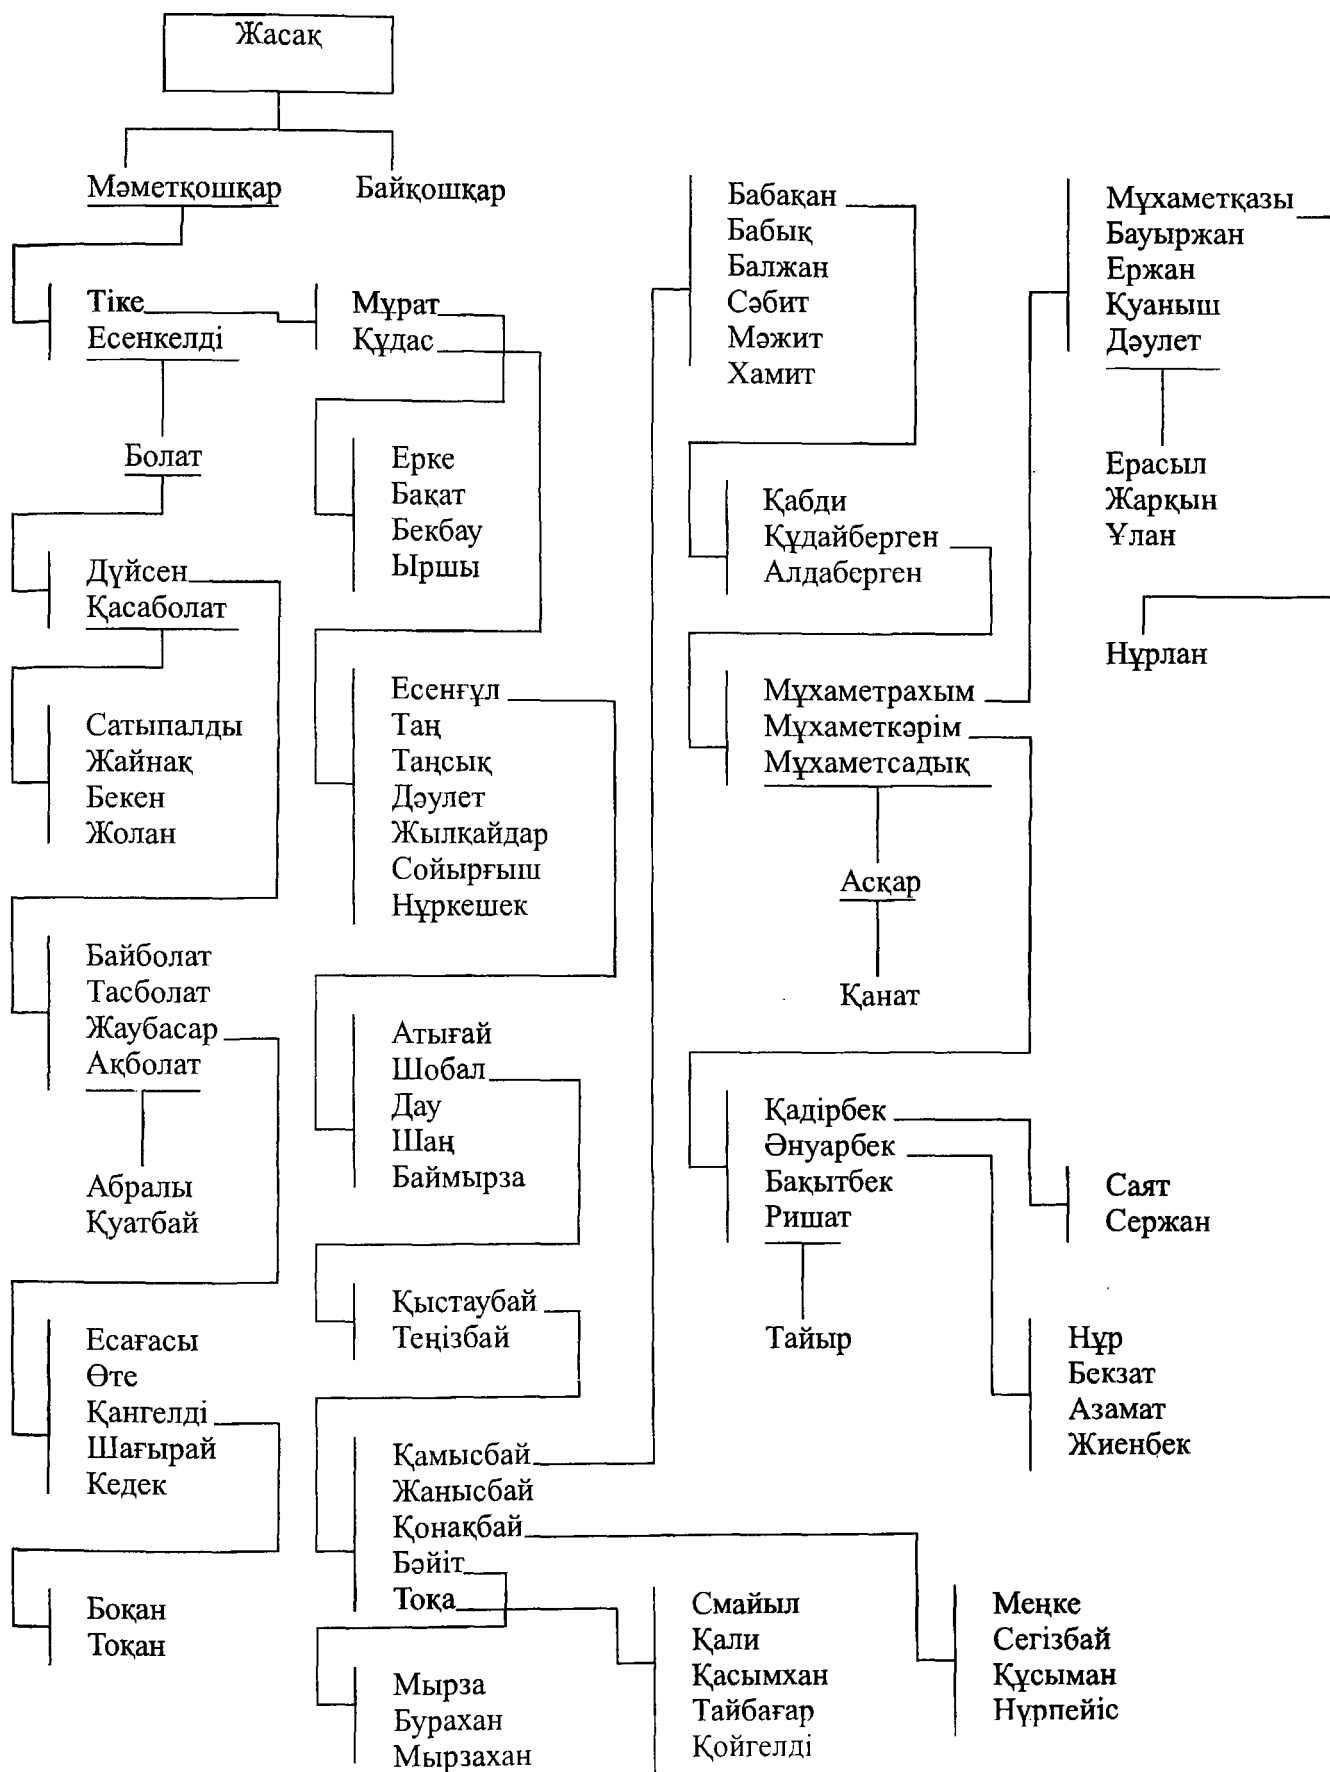 Жасақ
Мәметқошқар
Байқошқар
Тіке
Есенкелді
Болат
Дүйсен
Қасаболат
Сатыпалды
Жайнақ
Бекен
Жолан
Байболат
Тасболат
Жаубасар
Ақболат
Абралы
Қуатбай
Есағасы
Өте
Қангелді
Шағырай
Кедек
Боқан
Тоқан
Мұрат
Құдас
Ерке
Бақат
Бекбау
Ыршы
Есенғұл
Таң
Таңсық
Дәулет
Жылқайдар
Сойырғыш
Нұркешек
Атығай
Шобал
Дау
Шаң
Баймырза
Қыстаубай
Теңізбай
Қамысбай
Жанысбай
Қонақбай
Бәйіт
Тоқа
Мырза
Бурахан
Мырзахан
Бабақан
Бабық
Балжан
Сәбит
Мәжит
Хамит
Қабди
Құдайберген
Алдаберген
Мұхаметрахым
Мұхаметкәрім
Мұхаметсадық
Асқар
Қанат
Қадірбек
Әнуарбек
Бақытбек
Ришат
Тайыр
Смайыл
Қали
Қасымхан
Тайбағар
Қойгелді
Мұхаметқазы
Бауыржан
Ержан
Қуаныш
Дәулет
Ерасыл
Жарқын
Ұлан
Нұрлан
Саят
Сержан
Нұр
Бекзат
Азамат
Жиенбек
Меңке
Сегізбай
Құсыман
Нүрпейіс